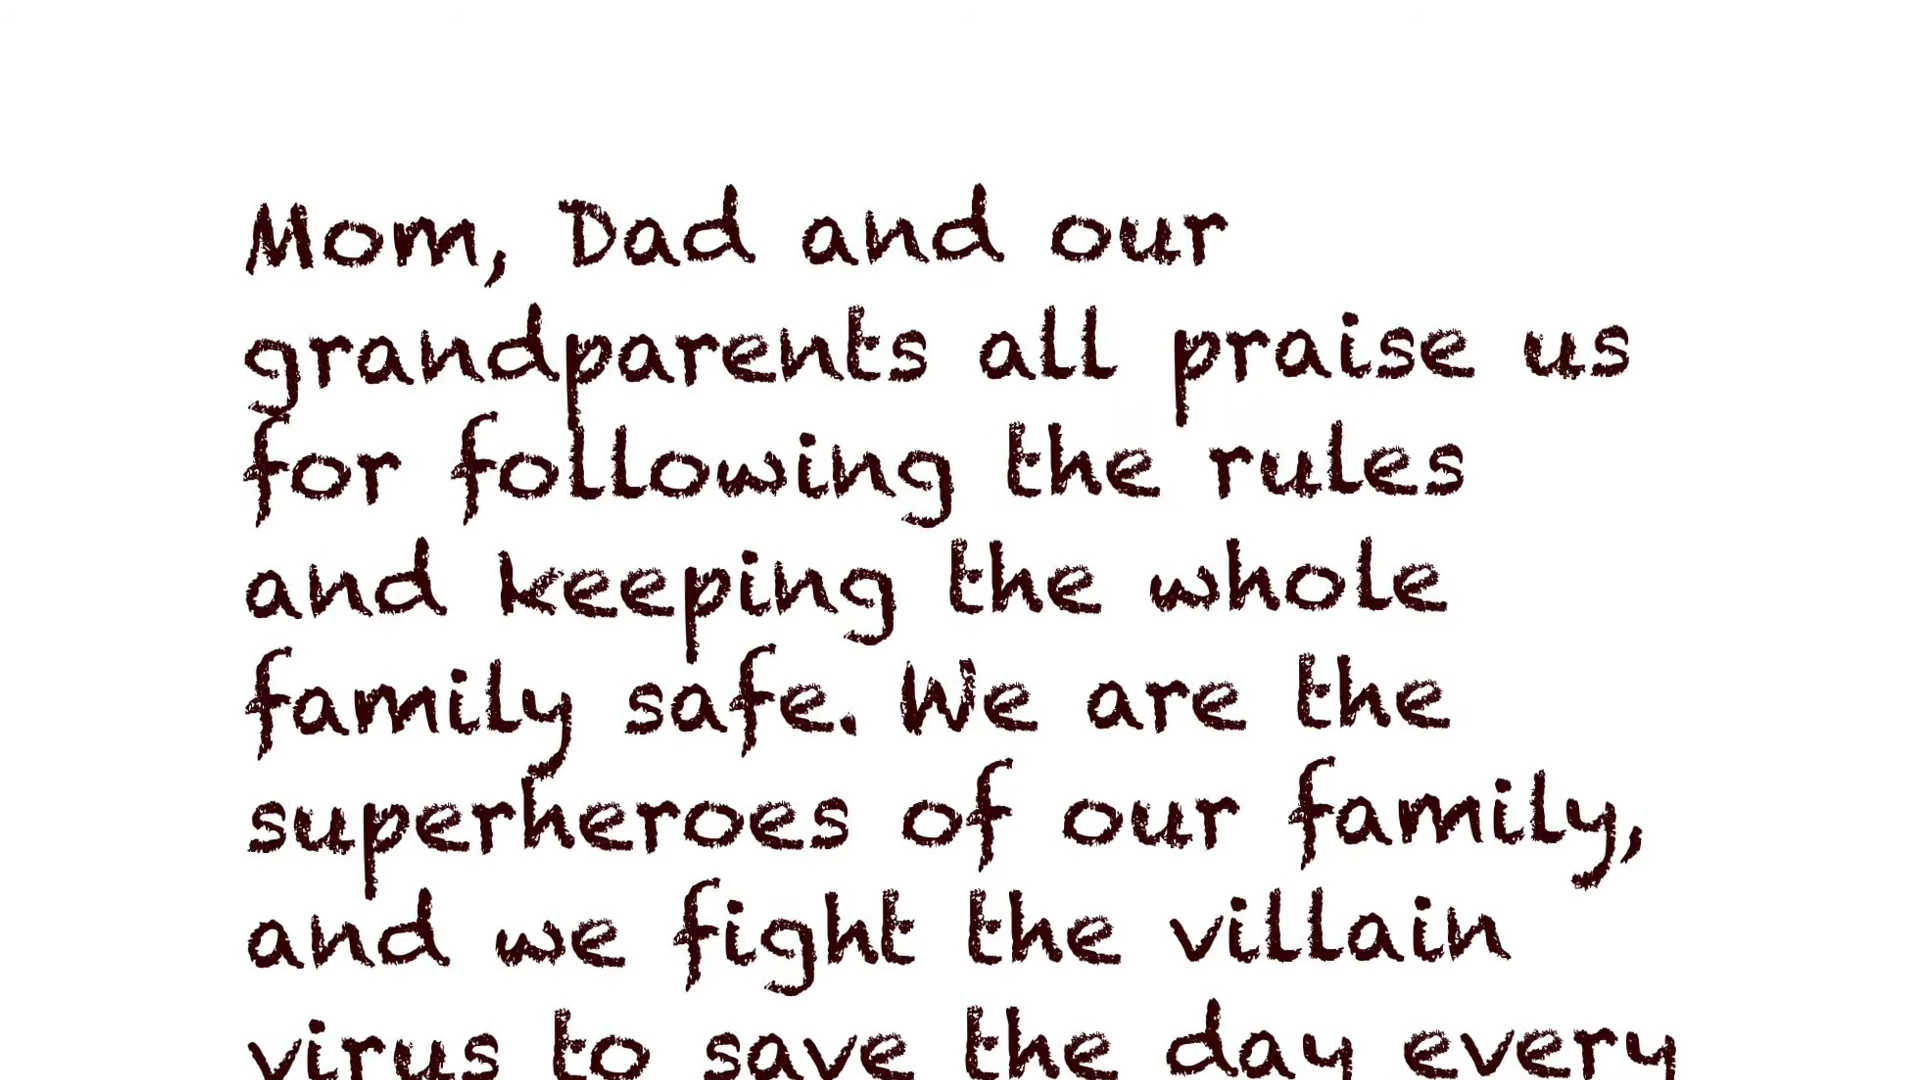 Mom, Dad and our
grandparents all praise us
for following the rules
and keeping the whole
family safe. We are the
superheroes of our family,
and we fight the villain
virus to save the day every